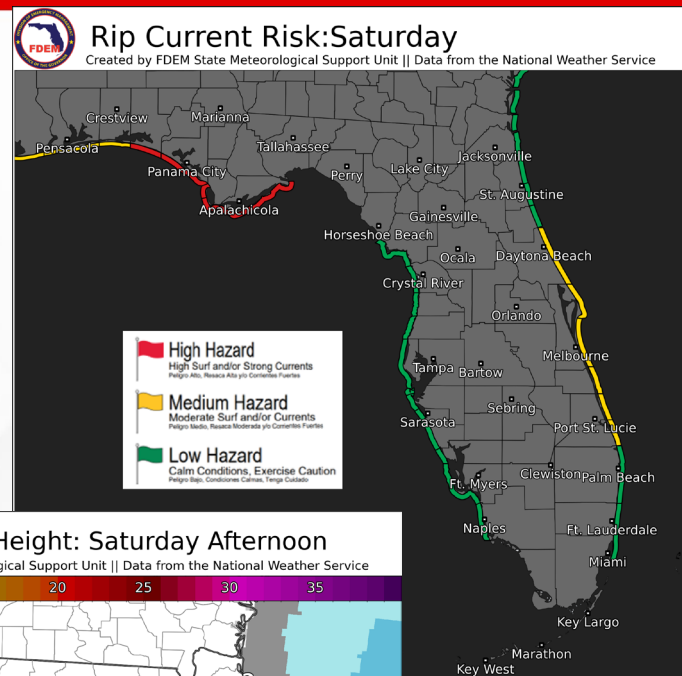 FDEM
Rip Current Risk:Saturday
Created by FDEM State Meteorological Support Unit || Data from the National Weather Service
Crestview
Marianna
Pensacola
Tallahassee
Jacksonville
Panama City
Perry
Lake City
St. Augustine
Apalachicola
Gainesville
Horseshoe Beach
Ocala
Daytona Beach
Crystal River
Orlando
High Hazard
High Surf and/or Strong Currents
Peligro Alto, Resaca Alta y/o Corrientes Fuertes
Medium Hazard
Moderate Surf and/or Currents
Peligro Medio, Resaca Moderada y/o Corrientes Fuertes
Low Hazard
Calm Conditions, Exercise Caution
Peligro Bajo, Condiciones Calmas, Tenga Cuidado
Melbourne
Tampa
Bartow
Sebring
Sarasota
Port St. Lucie
Clewiston
Palm Beach
Ft. Myers
Naples
Ft. Lauderdale
Miami
Key Largo
Marathon
Key West
Height: Saturday Afternoon
gical Support Unit || Data from the National Weather Service
20 25 30 35